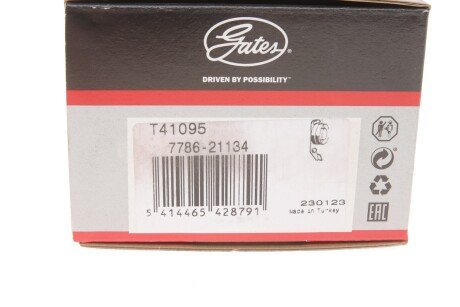 Gates
DRIVEN BY POSSIBILITY™
T41095
7786-21134
5 414465 428791
230123
Made in Turkey
EAC